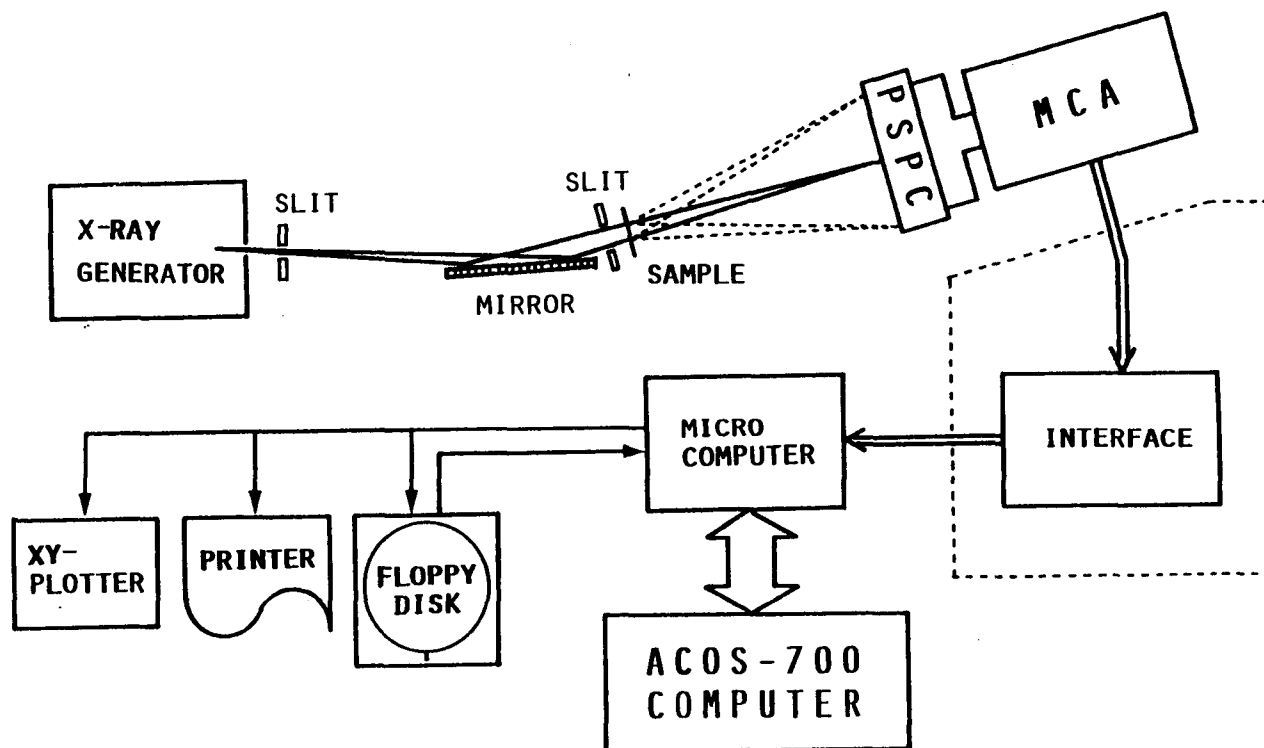 MCA
PSPC
SLIT
SLIT
X-RAY
GENERATOR
SAMPLE
MIRROR
MICRO
COMPUTER
INTERFACE
XY-
PLOTTER
PRINTER
FLOPPY
DISK
ACOS-700
COMPUTER